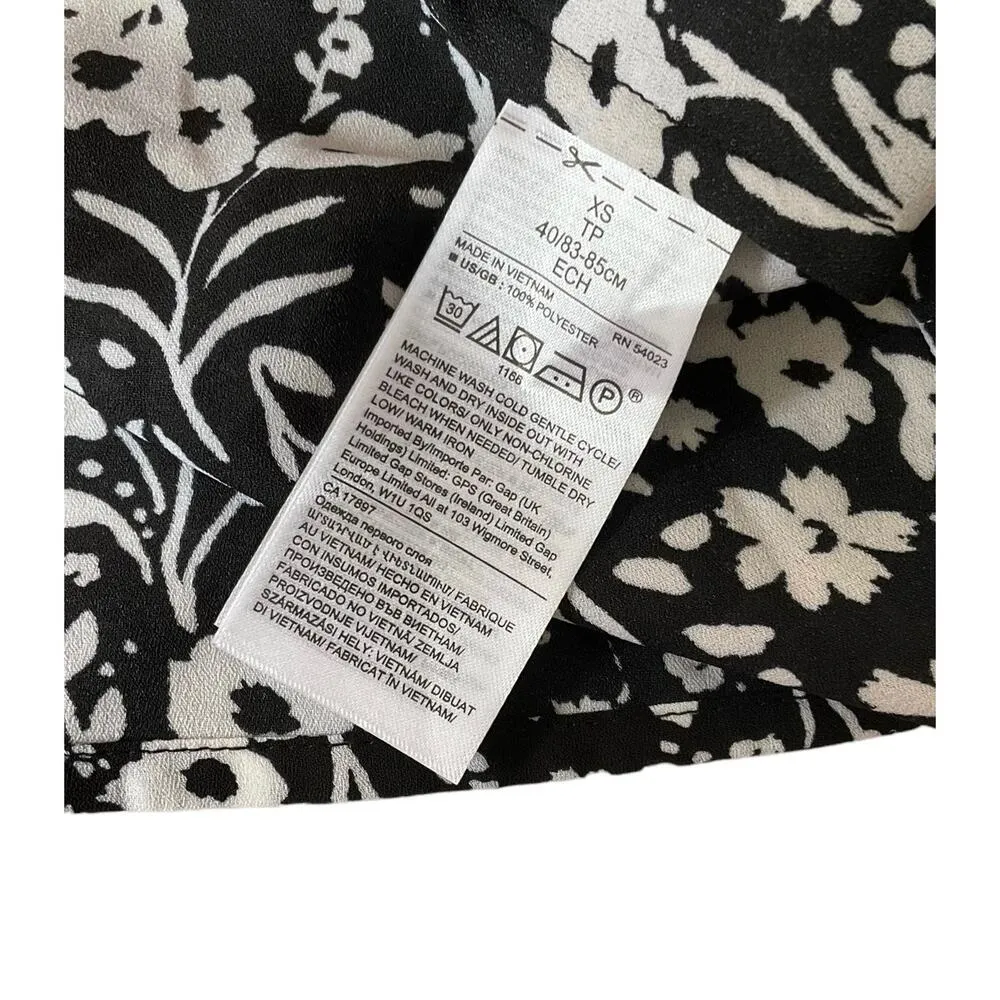 XS
TP
40/83-85CM
ECH
MADE IN VIETNAM RN 54023
■ US/GB : 100% POLYESTER
30 P ®
1166
MACHINE WASH COLD GENTLE CYCLE/
WASH AND DRY INSIDE OUT WITH
LIKE COLORS/ ONLY NON-CHLORINE
BLEACH WHEN NEEDED/ TUMBLE DRY
LOW/ WARM IRON
Imported By/Importe Par: Gap (UK
Holdings) Limited: GPS (Great Britain)
Limited Gap Stores (Ireland) Limited Gap
Europe Limited All at 103 Wigmore Street,
London, W1U 1QS
CA 17897
Одежда первого слоя
ԱՐՏԱԴՐՎԱԾ Է ՎԻԵՏՆԱՄՈՒՄ/ FABRIQUE
AU VIETNAM/ HECHO EN VIETNAM
CON INSUMOS IMPORTADOS/
ПРОИЗВЕДЕНО ВЪВ ВИЕТНАМ/
FABRICADO NO VIETNÃ/ ZEMLJA
PROIZVODNJE VIJETNAM/
SZÁRMAZÁSI HELY: VIETNÁM/ DIBUAT
DI VIETNAM/ FABRICAT ÎN VIETNAM/